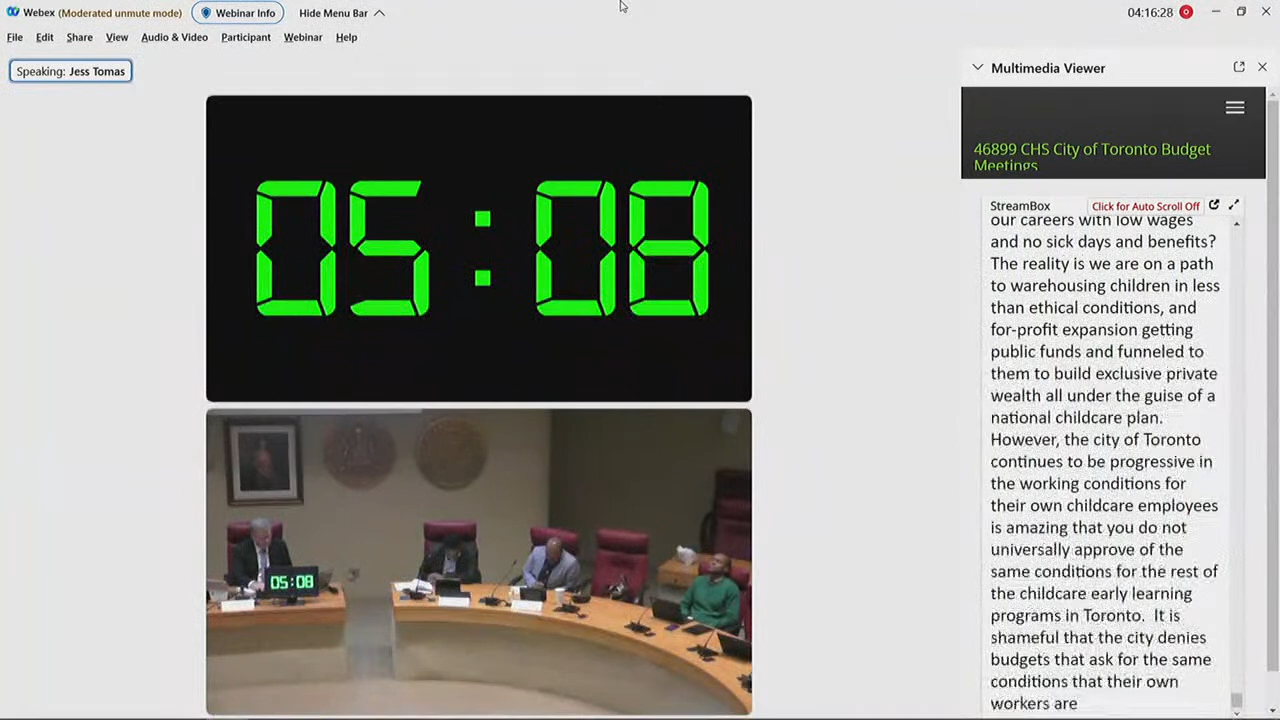 Webex (Moderated unmute mode) Webinar Info Hide Menu Bar 04:16:28
File Edit Share View Audio & Video Participant Webinar Help
Speaking: Jess Tomas
05:08
05:08
Multimedia Viewer
46899 CHS City of Toronto Budget
Meetings
StreamBox Click for Auto Scroll Off
our careers with low wages
and no sick days and benefits?
The reality is we are on a path
to warehousing children in less
than ethical conditions, and
for-profit expansion getting
public funds and funneled to
them to build exclusive private
wealth all under the guise of a
national childcare plan.
However, the city of Toronto
continues to be progressive in
the working conditions for
their own childcare employees
is amazing that you do not
universally approve of the
same conditions for the rest of
the childcare early learning
programs in Toronto. It is
shameful that the city denies
budgets that ask for the same
conditions that their own
workers are